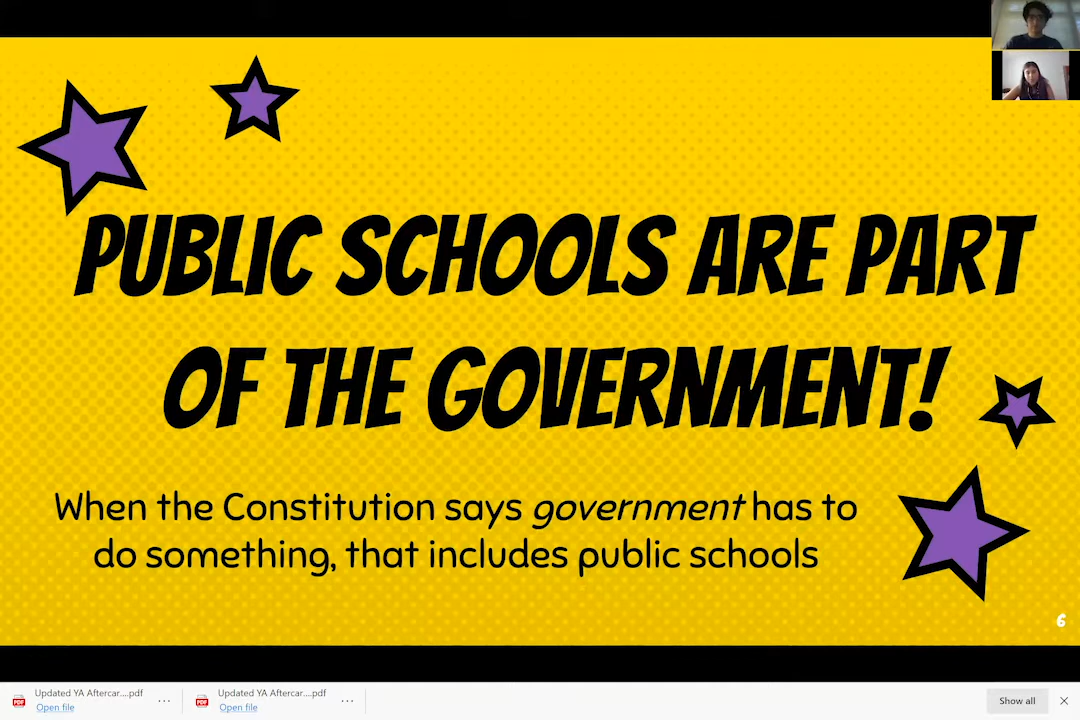 PUBLIC SCHOOLS ARE PART
OF THE GOVERNMENT!
When the Constitution says government has to
do something, that includes public schools
6
Updated YA Aftercar....pdf
Open file
Updated YA Aftercar....pdf
Open file
Show all